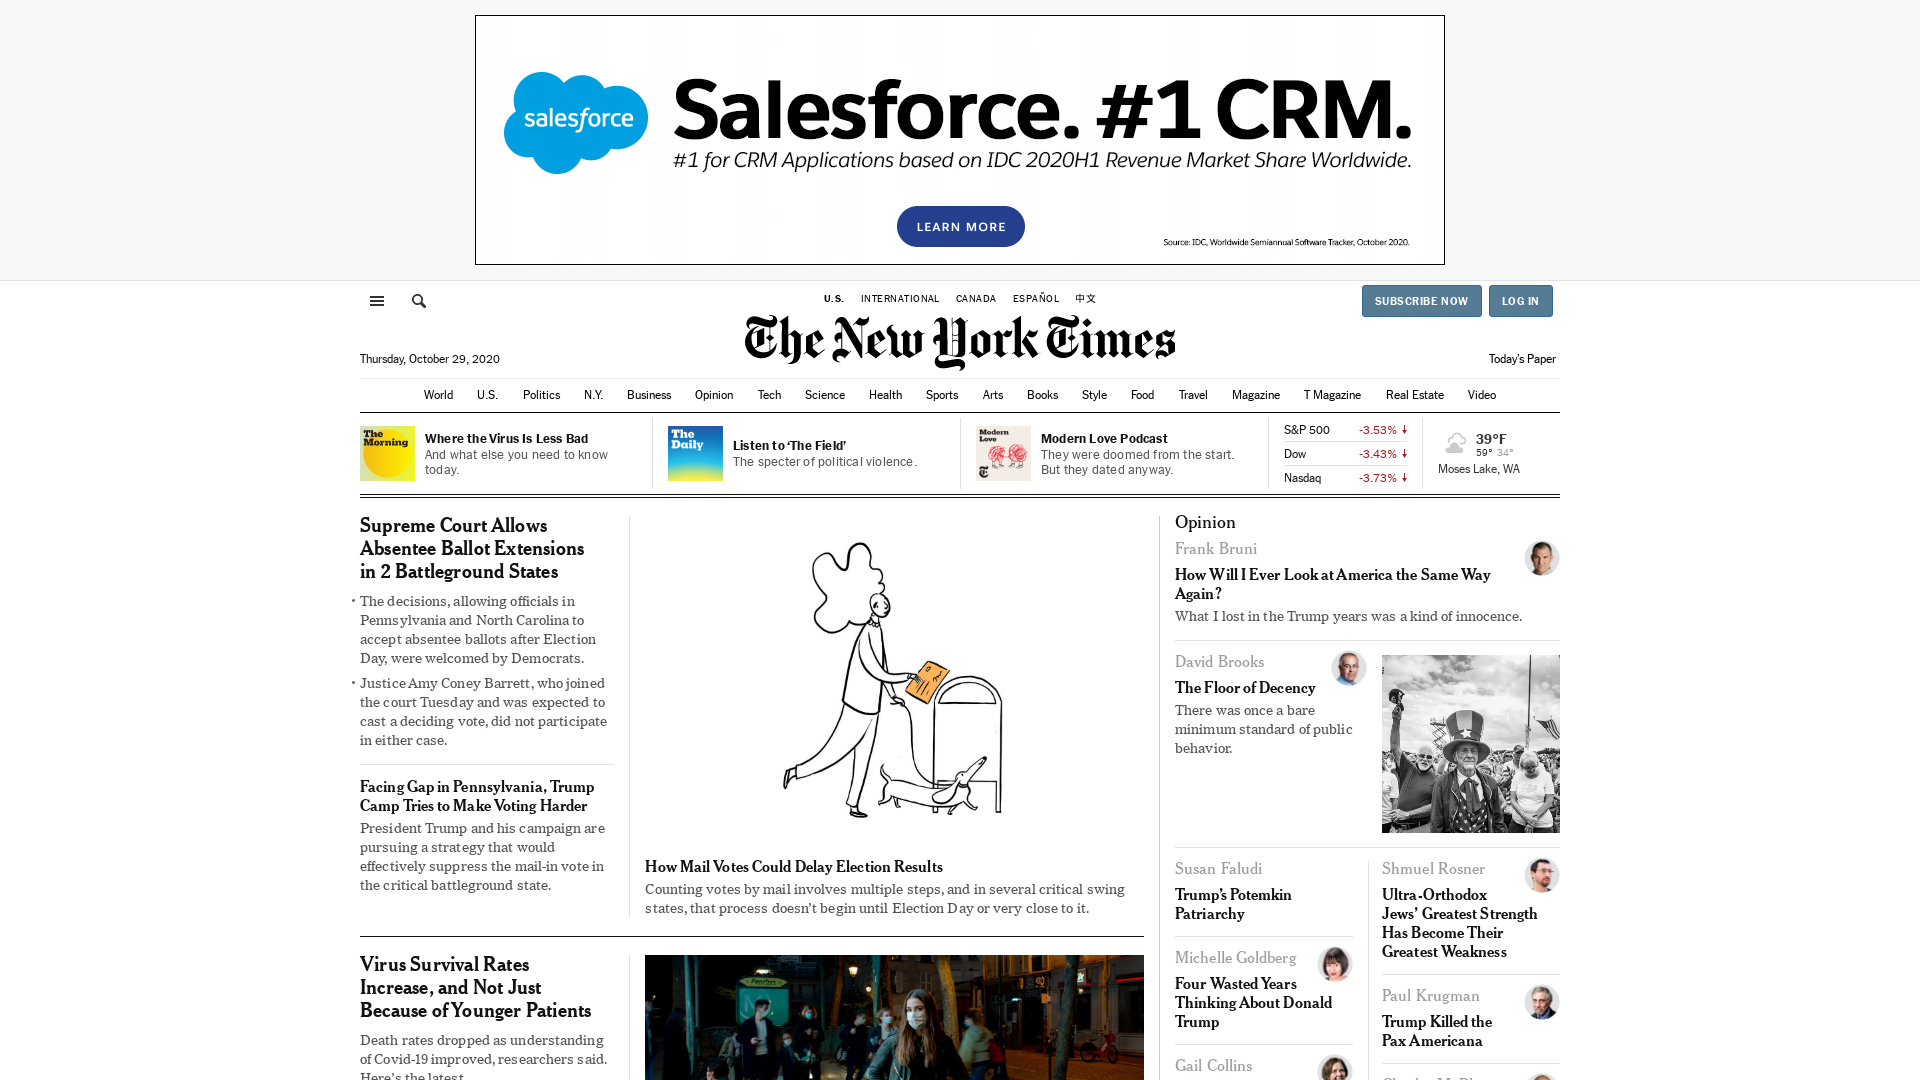 salesforce
Salesforce. #1 CRM.
#1 for CRM Applications based on IDC 2020H1 Revenue Market Share Worldwide.
LEARN MORE
Source: IDC, Worldwide Semiannual Software Tracker, October 2020.
U.S. INTERNATIONAL CANADA ESPAÑOL 中文
SUBSCRIBE NOW LOG IN
The New York Times
Thursday, October 29, 2020
Today's Paper
World U.S. Politics N.Y. Business Opinion Tech Science Health Sports Arts Books Style Food Travel Magazine T Magazine Real Estate Video
The Morning
Where the Virus Is Less Bad
And what else you need to know
today.
The Daily
Listen to ‘The Field’
The specter of political violence.
Modern Love
Modern Love Podcast
They were doomed from the start.
But they dated anyway.
S&P 500 -3.53%
Dow -3.43%
Nasdaq -3.73%
39°F
59° 34°
Moses Lake, WA
Supreme Court Allows
Absentee Ballot Extensions
in 2 Battleground States
• The decisions, allowing officials in
Pennsylvania and North Carolina to
accept absentee ballots after Election
Day, were welcomed by Democrats.
• Justice Amy Coney Barrett, who joined
the court Tuesday and was expected to
cast a deciding vote, did not participate
in either case.
Facing Gap in Pennsylvania, Trump
Camp Tries to Make Voting Harder
President Trump and his campaign are
pursuing a strategy that would
effectively suppress the mail-in vote in
the critical battleground state.
How Mail Votes Could Delay Election Results
Counting votes by mail involves multiple steps, and in several critical swing
states, that process doesn’t begin until Election Day or very close to it.
Virus Survival Rates
Increase, and Not Just
Because of Younger Patients
Death rates dropped as understanding
of Covid-19 improved, researchers said.
Here’s the latest.
Opinion
Frank Bruni
How Will I Ever Look at America the Same Way
Again?
What I lost in the Trump years was a kind of innocence.
David Brooks
The Floor of Decency
There was once a bare
minimum standard of public
behavior.
Susan Faludi
Trump’s Potemkin
Patriarchy
Michelle Goldberg
Four Wasted Years
Thinking About Donald
Trump
Gail Collins
Shmuel Rosner
Ultra-Orthodox
Jews’ Greatest Strength
Has Become Their
Greatest Weakness
Paul Krugman
Trump Killed the
Pax Americana